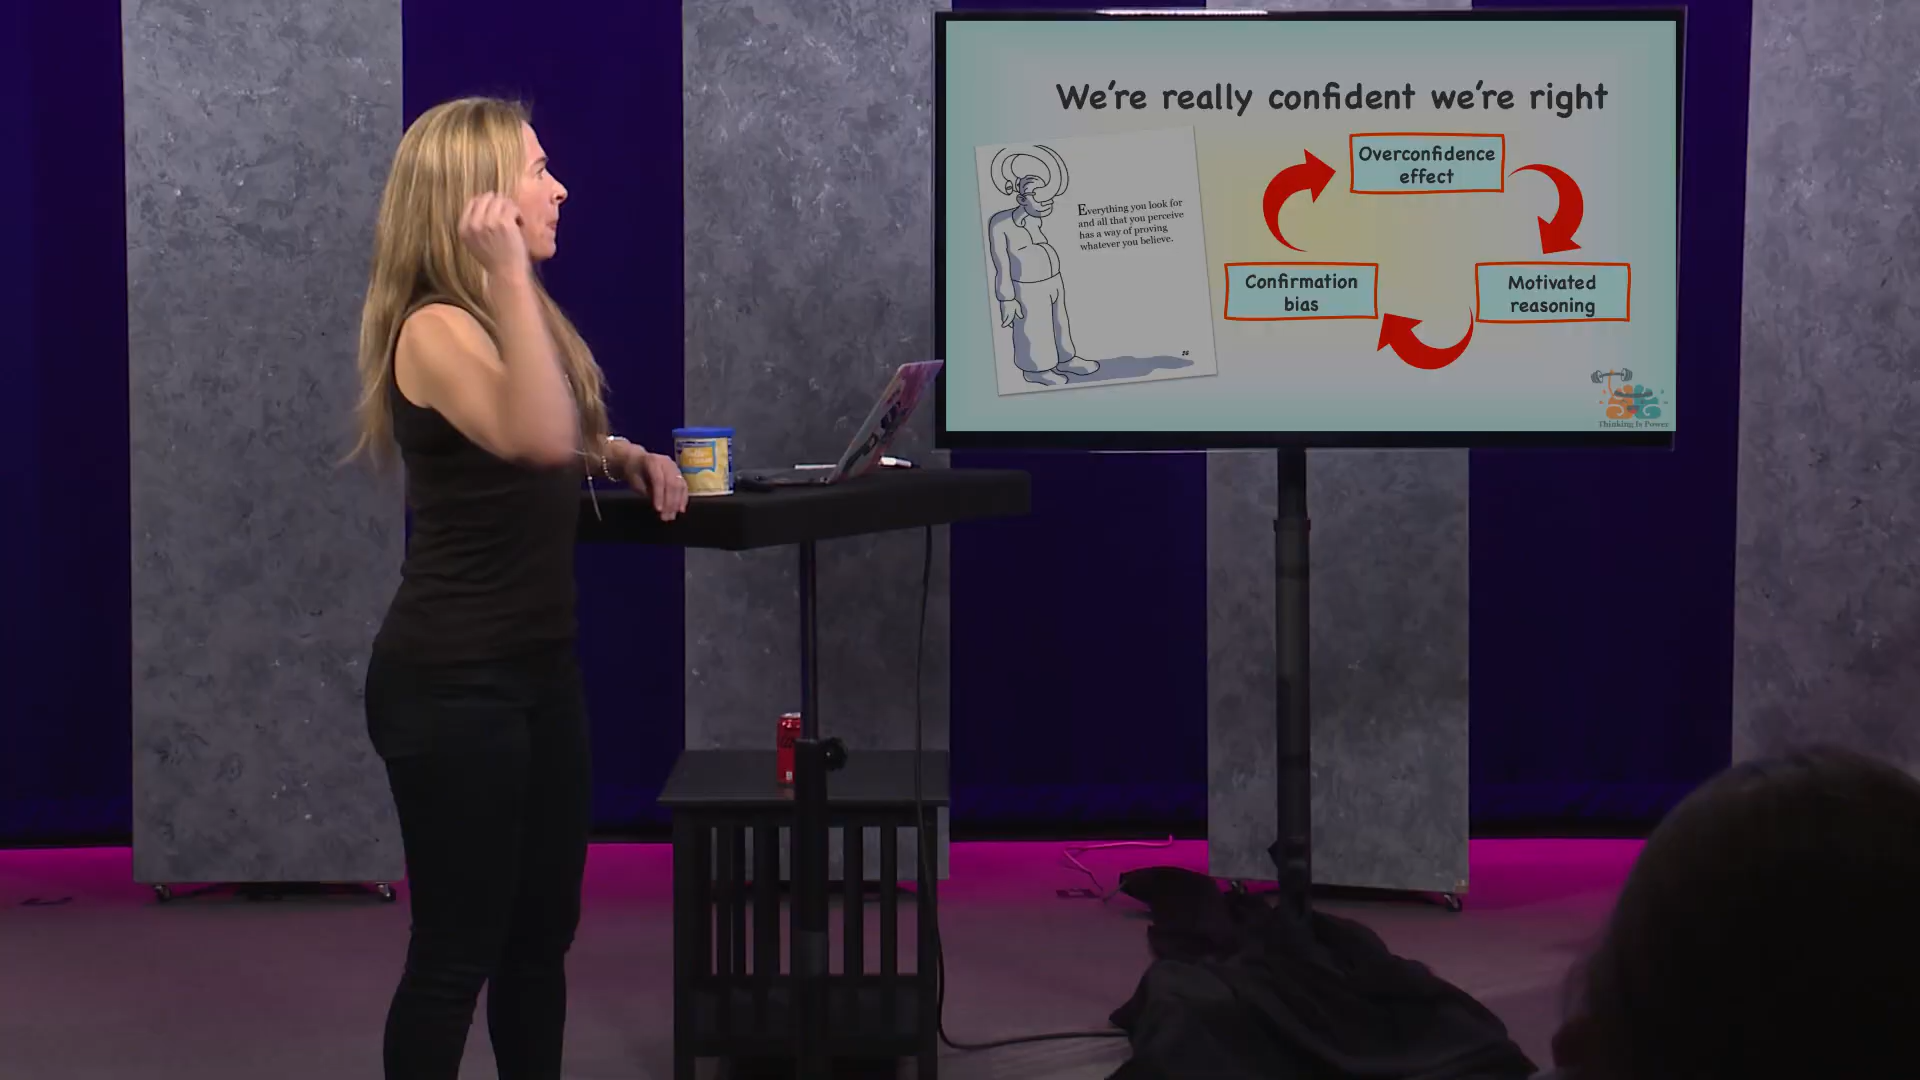 We're really confident we're right
Everything you look for
and all that you perceive
has a way of proving
whatever you believe.
Overconfidence
effect
Motivated
reasoning
Confirmation
bias
Thinking Is Power